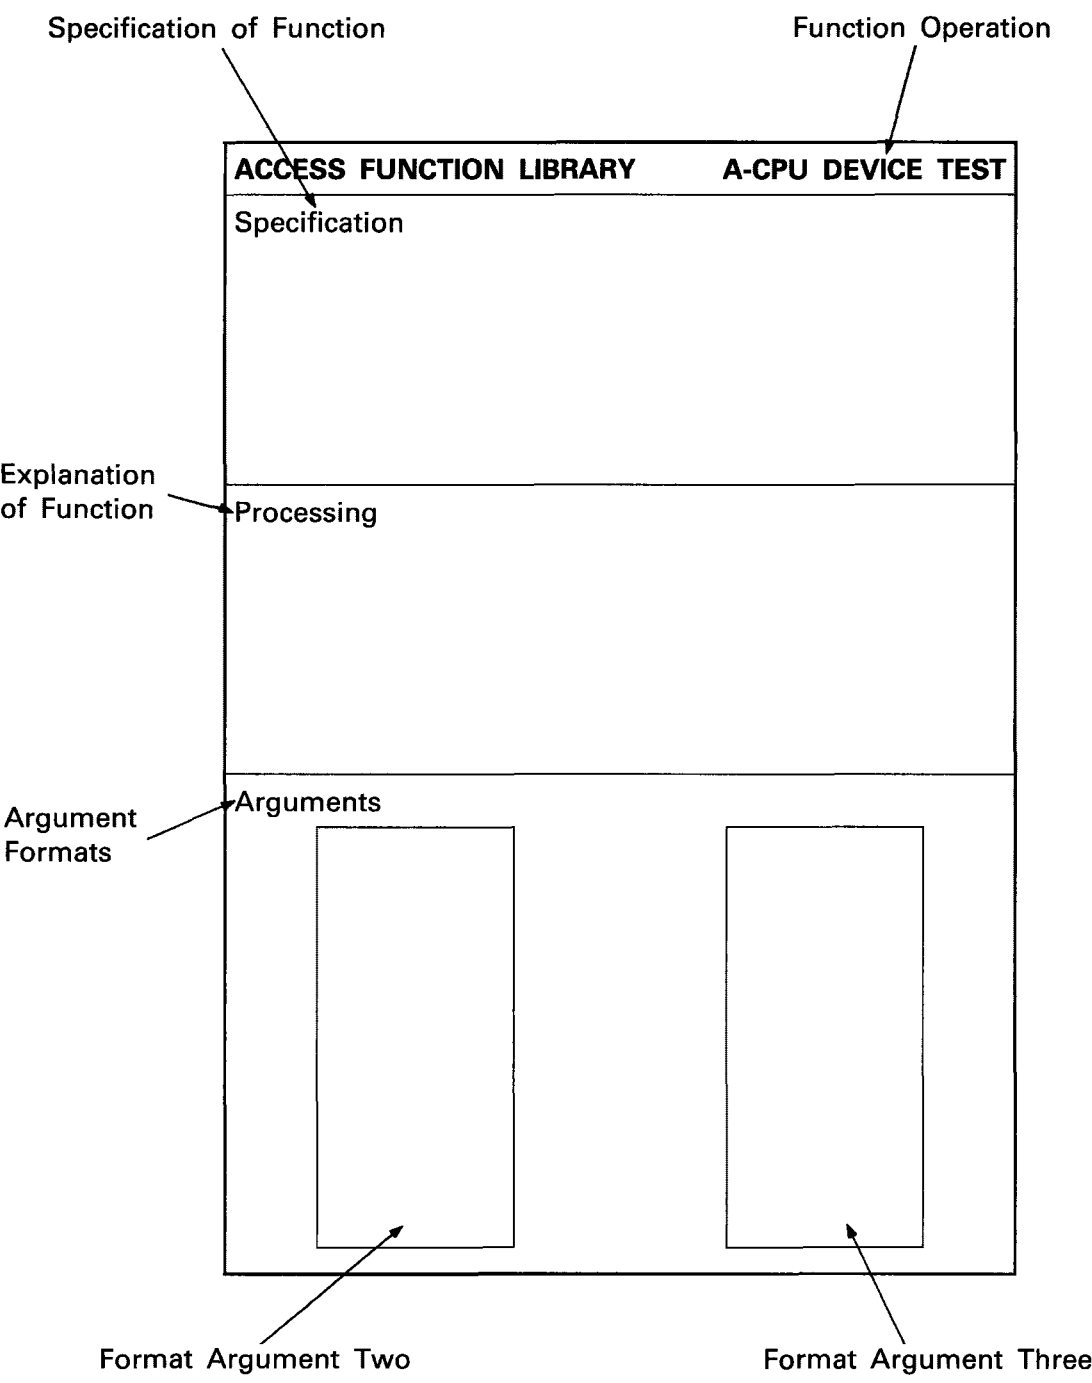 Specification of Function
Function Operation
ACCESS FUNCTION LIBRARY
A-CPU DEVICE TEST
Specification
Explanation
of Function
Processing
Arguments
Argument
Formats
Format Argument Two
Format Argument Three